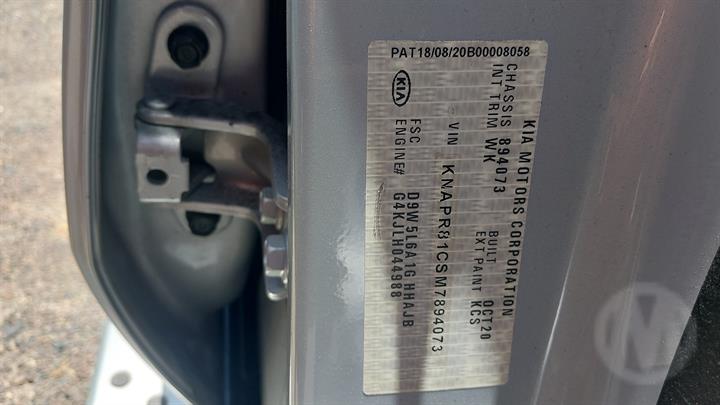 PAT18/08/20B00008058
KIA MOTORS CORPORATION
CHASSIS 894073 BUILT OCT20
INT TRIM WK EXT PAINT KCS
VIN KNAPR81CSM7894073
KIA
FSC D9W5L6A1G HHAJB
ENGINE# G4KJLH044988
M